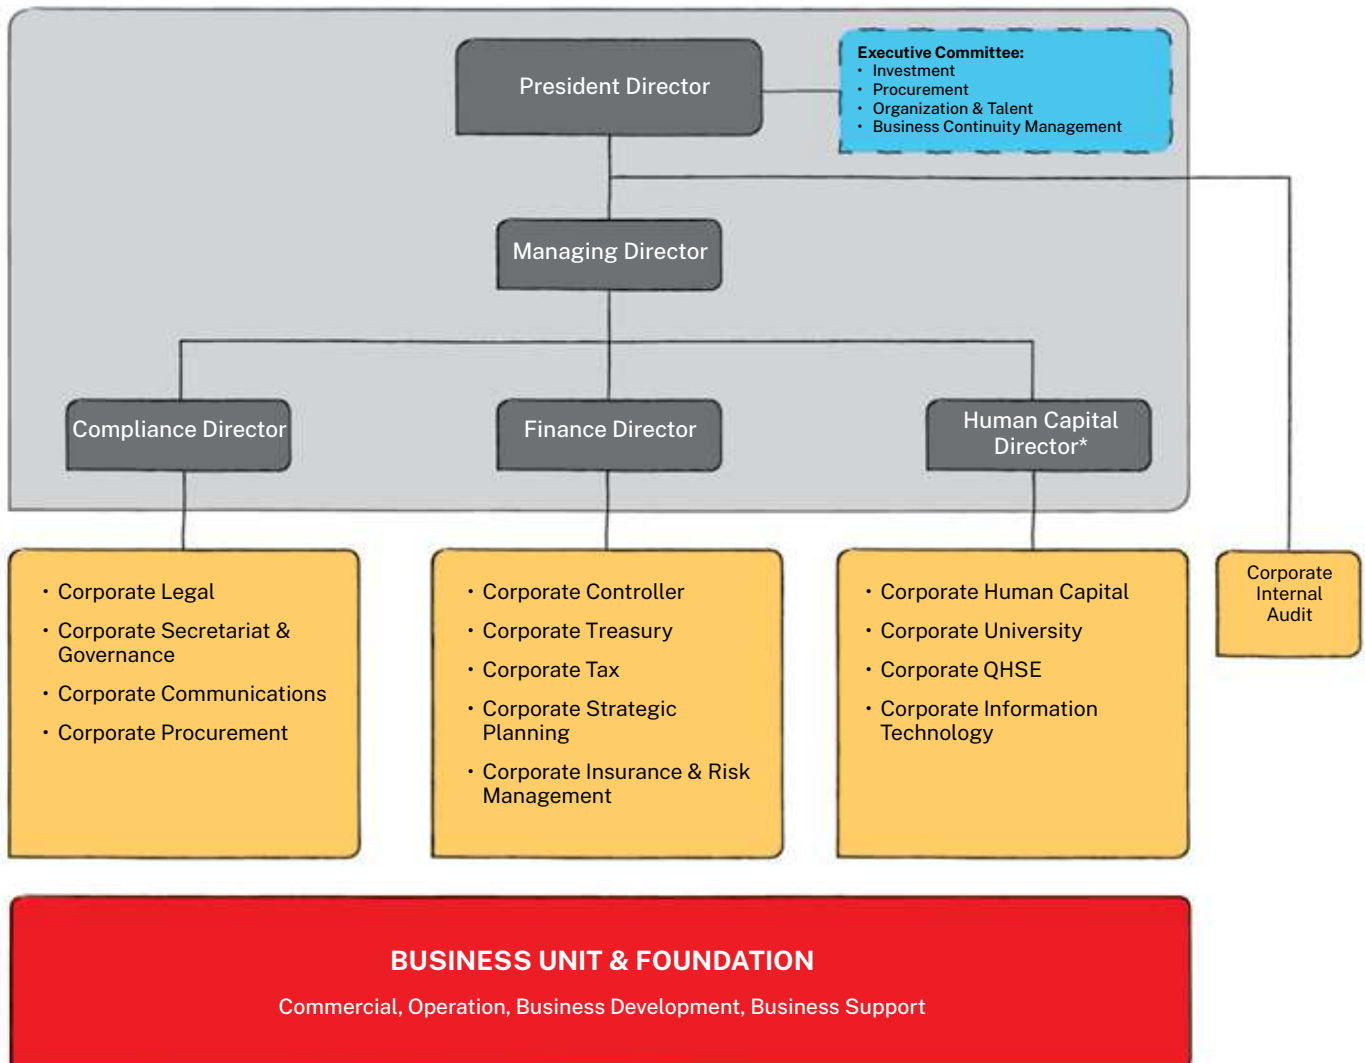 President Director
Executive Committee:
• Investment
• Procurement
• Organization & Talent
• Business Continuity Management
Managing Director
Compliance Director
Finance Director
Human Capital
Director*
• Corporate Legal
• Corporate Secretariat &
Governance
• Corporate Communications
• Corporate Procurement
• Corporate Controller
• Corporate Treasury
• Corporate Tax
• Corporate Strategic
Planning
• Corporate Insurance & Risk
Management
• Corporate Human Capital
• Corporate University
• Corporate QHSE
• Corporate Information
Technology
Corporate
Internal
Audit
BUSINESS UNIT & FOUNDATION
Commercial, Operation, Business Development, Business Support